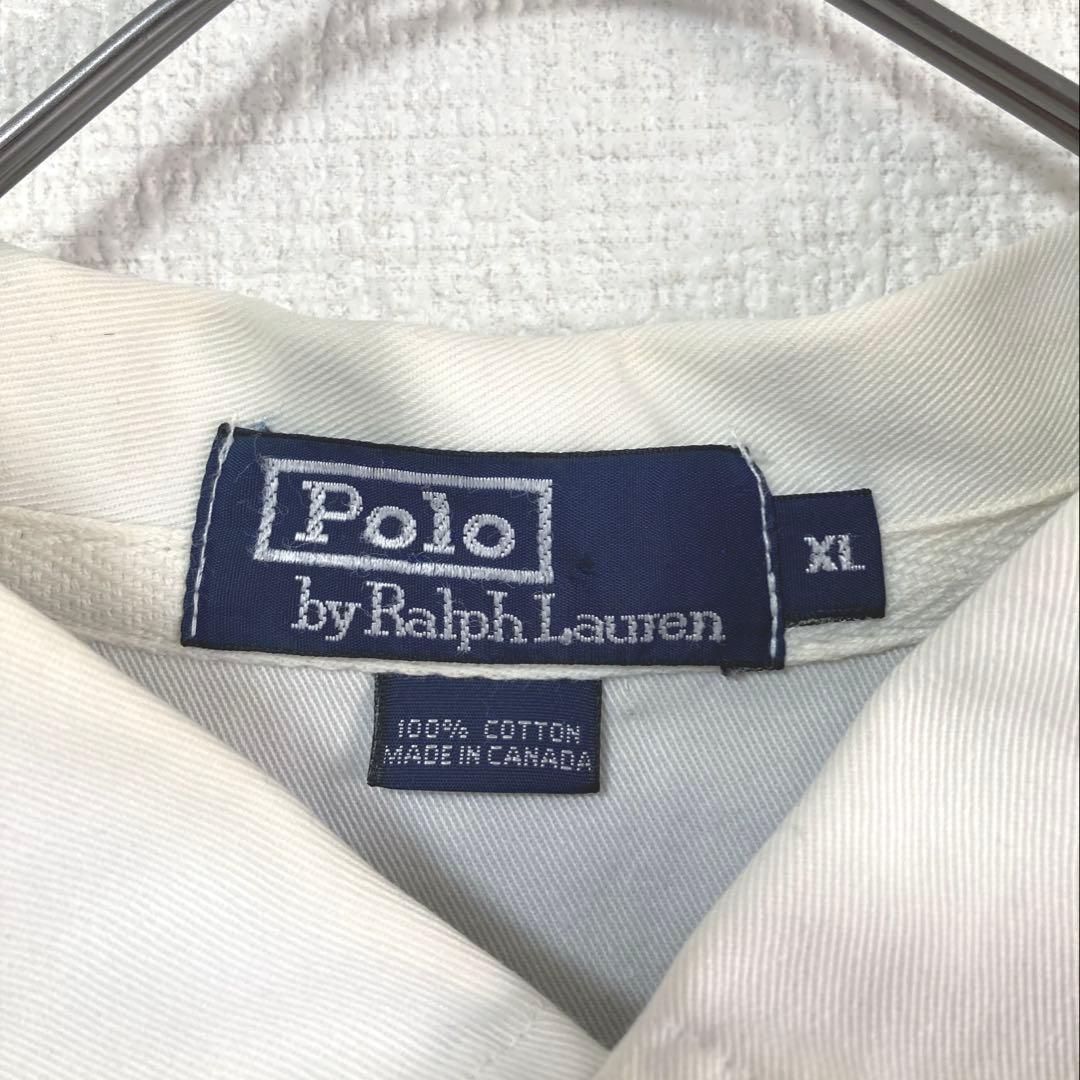 Polo
by Ralph Lauren
XL
100% COTTON
MADE IN CANADA